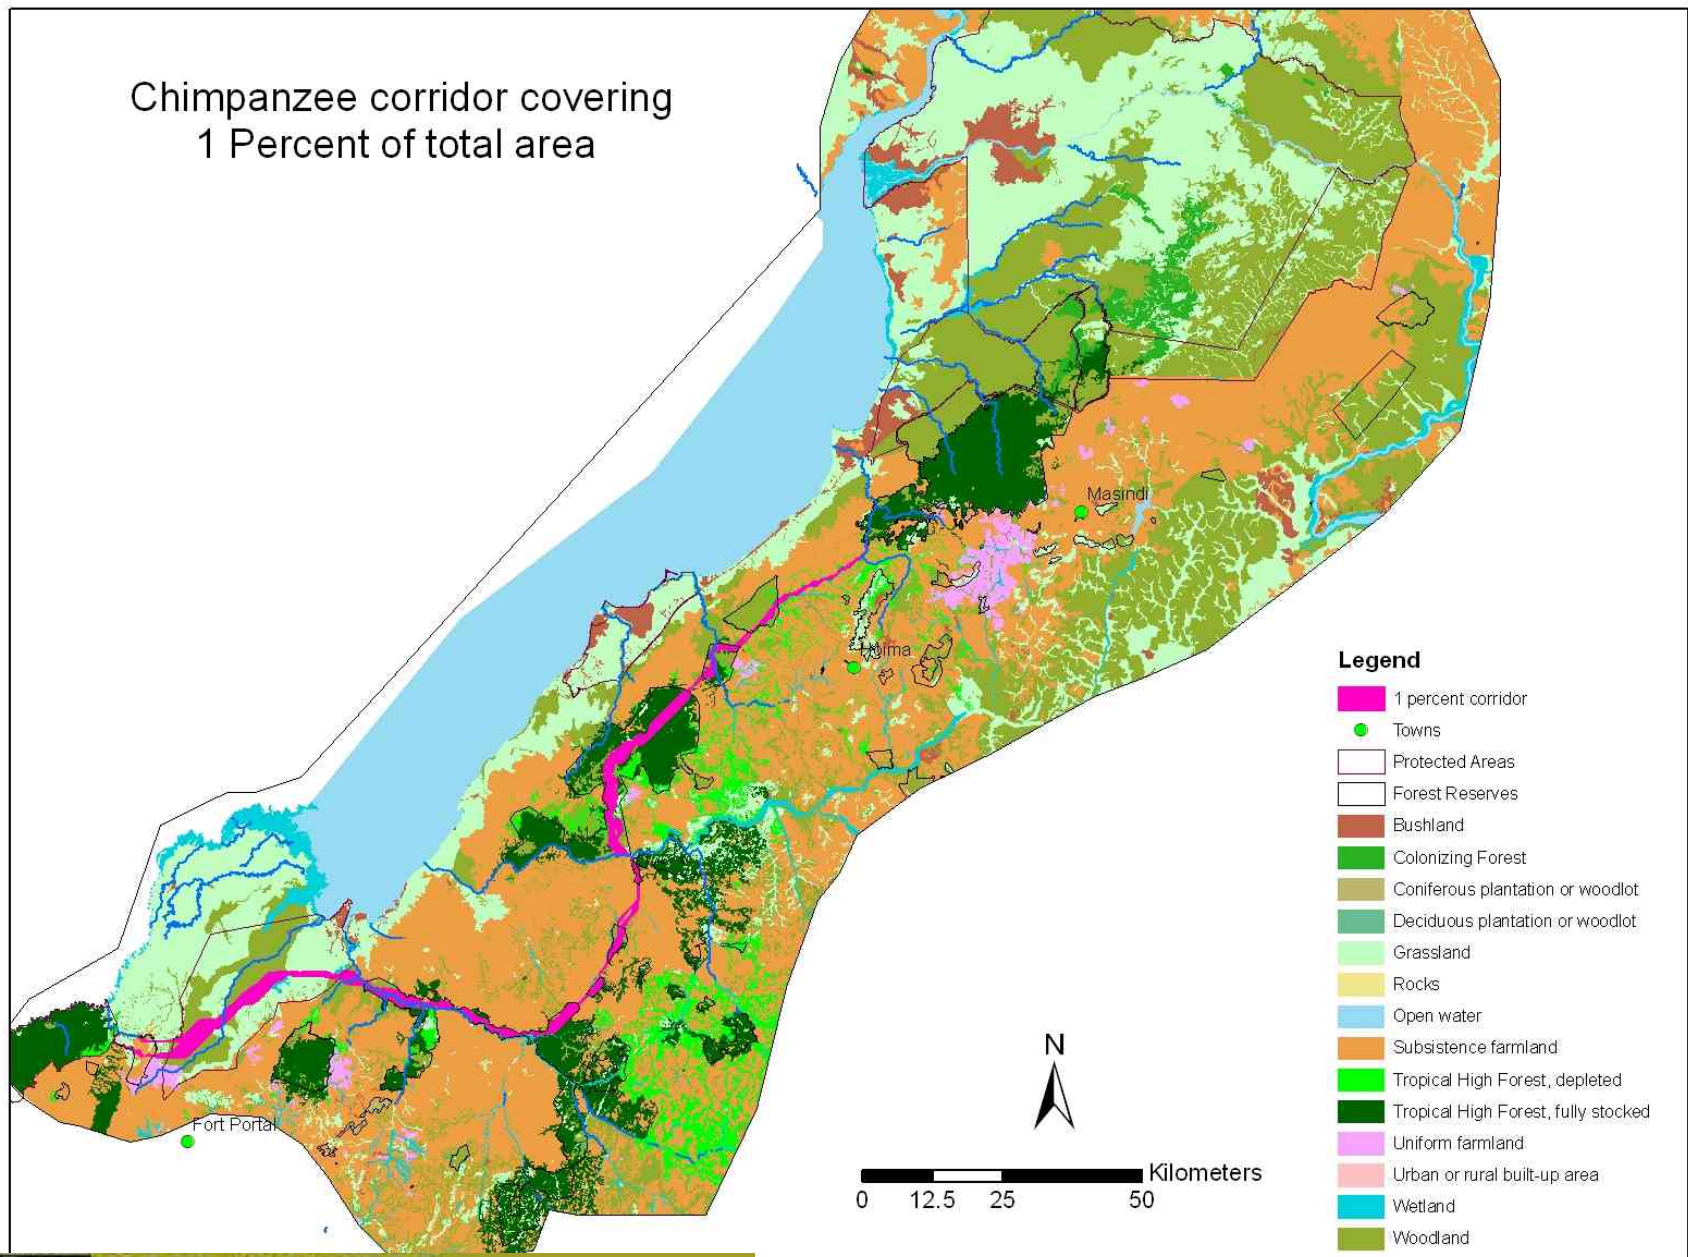 Chimpanzee corridor covering
1 Percent of total area
Masindi
Hoima
Fort Portal
N
Kilometers
0 12.5 25 50
Legend
1 percent corridor
Towns
Protected Areas
Forest Reserves
Bushland
Colonizing Forest
Coniferous plantation or woodlot
Deciduous plantation or woodlot
Grassland
Rocks
Open water
Subsistence farmland
Tropical High Forest, depleted
Tropical High Forest, fully stocked
Uniform farmland
Urban or rural built-up area
Wetland
Woodland